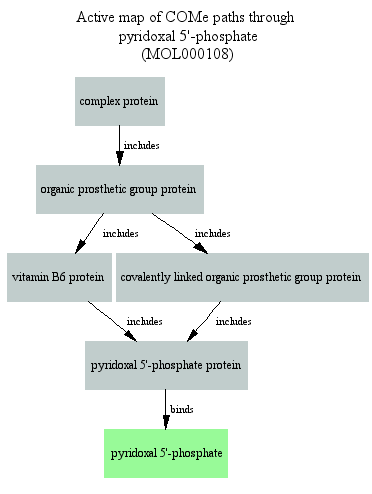 Active map of COMe paths through
pyridoxal 5'-phosphate
(MOL000108)
complex protein
includes
organic prosthetic group protein
includes
includes
vitamin B6 protein
covalently linked organic prosthetic group protein
includes
includes
pyridoxal 5'-phosphate protein
binds
pyridoxal 5'-phosphate